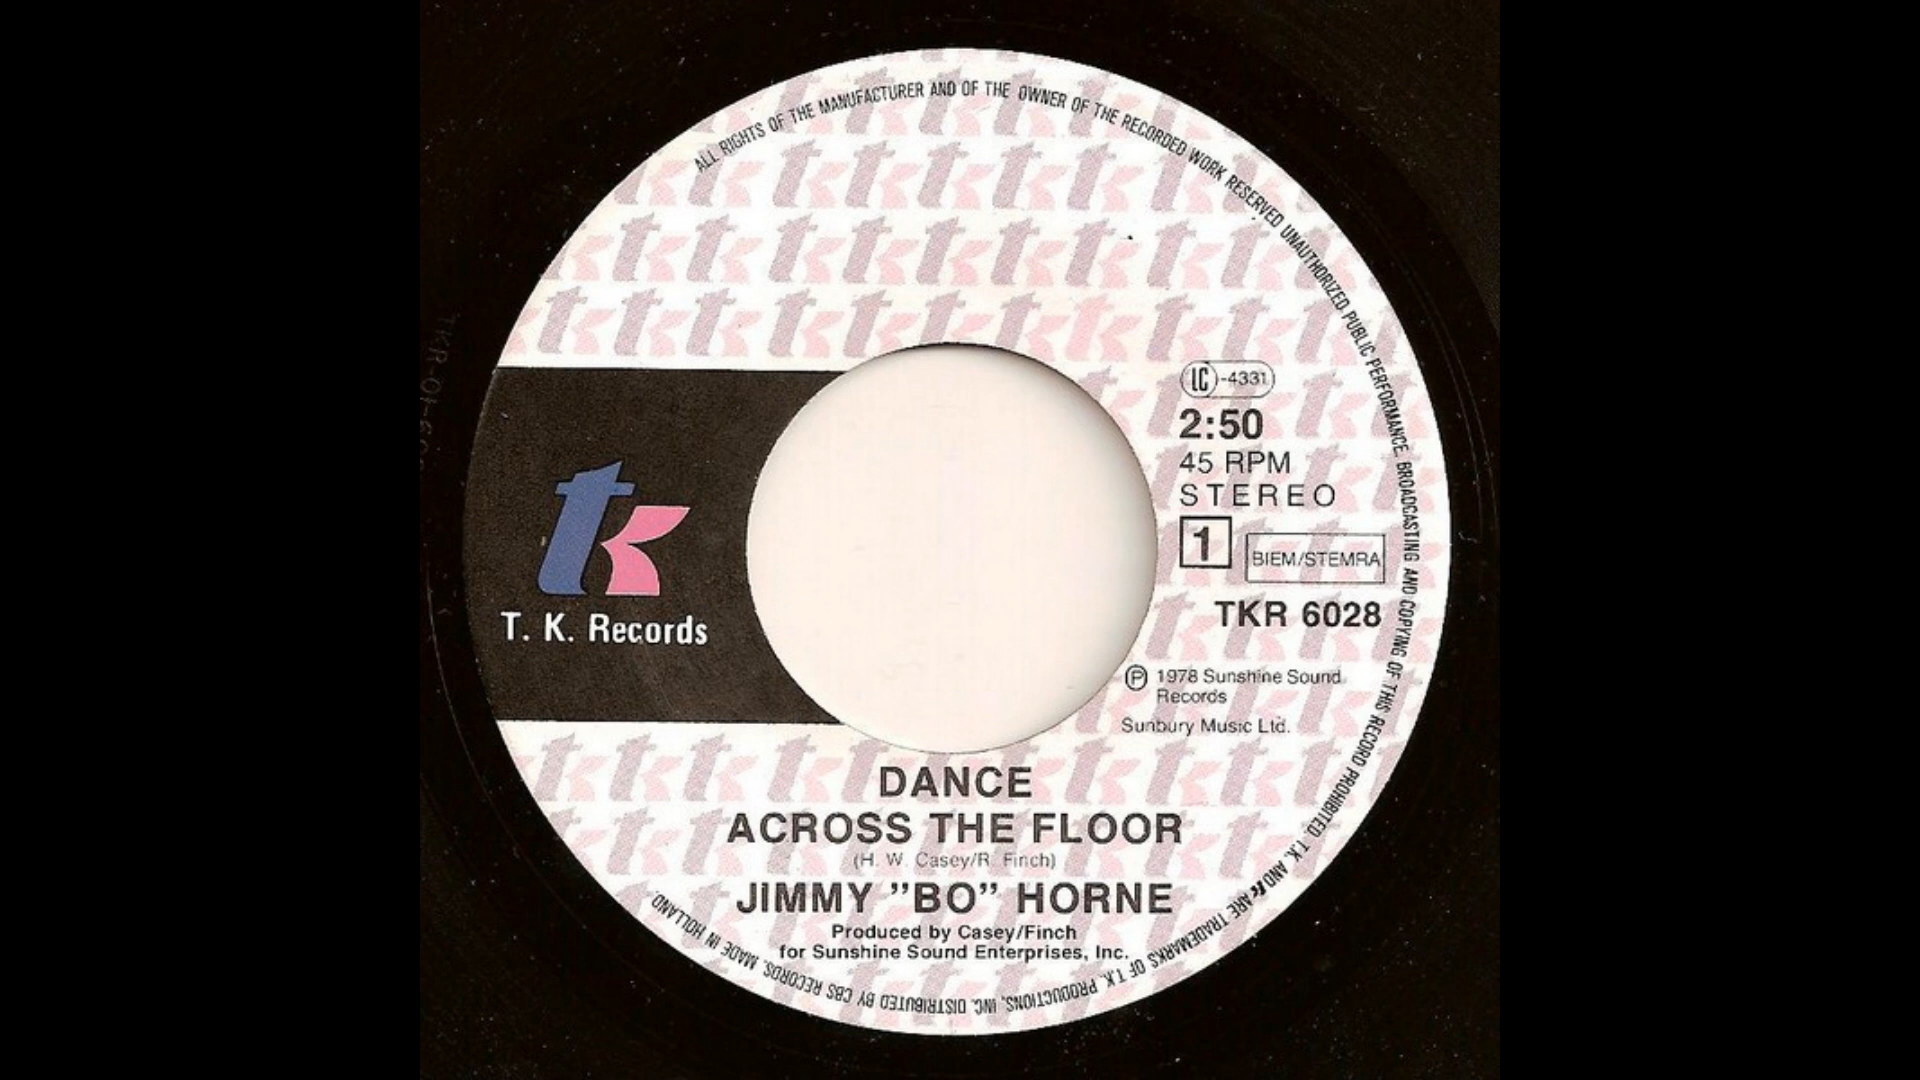 ALL RIGHTS OF THE MANUFACTURER AND OF THE OWNER OF THE RECORDED WORK RESERVED UNAUTHORIZED PUBLIC PERFORMANCE, BROADCASTING AND COPYING OF THIS RECORD PROHIBITED. T.K. AND tk ARE TRADEMARKS OF T.K. PRODUCTIONS, INC. DISTRIBUTED BY CBS RECORDS. MADE IN HOLLAND.
LC-4331
2:50
45 RPM
STEREO
1 BIEM/STEMRA
TKR 6028
tk
T. K. Records
Ⓟ 1978 Sunshine Sound
Records
Sunbury Music Ltd.
DANCE
ACROSS THE FLOOR
(H. W. Casey/R. Finch)
JIMMY ”BO” HORNE
Produced by Casey/Finch
for Sunshine Sound Enterprises, Inc.